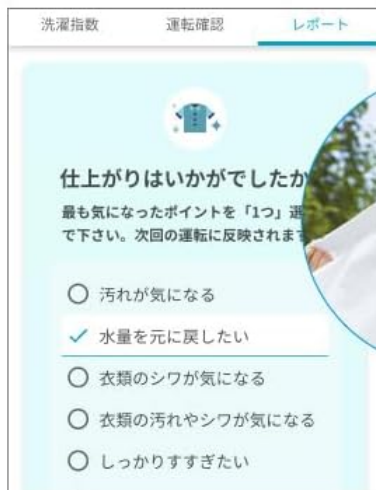 洗濯指数
運転確認
レポート
仕上がりはいかがでしたか
最も気になったポイントを「1つ」選
で下さい。次回の運転に反映されます
汚れが気になる
水量を元に戻したい
衣類のシワが気になる
衣類の汚れやシワが気になる
しっかりすすぎたい